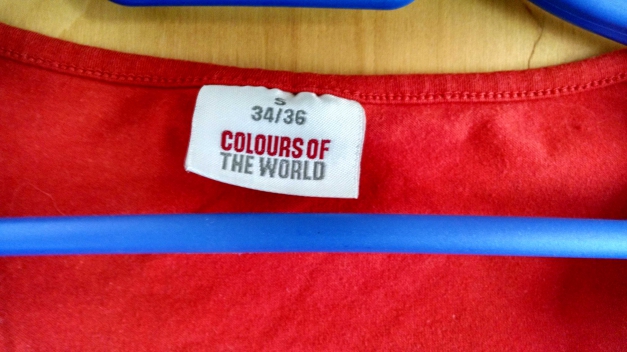 S
34/36
COLOURS OF
THE WORLD